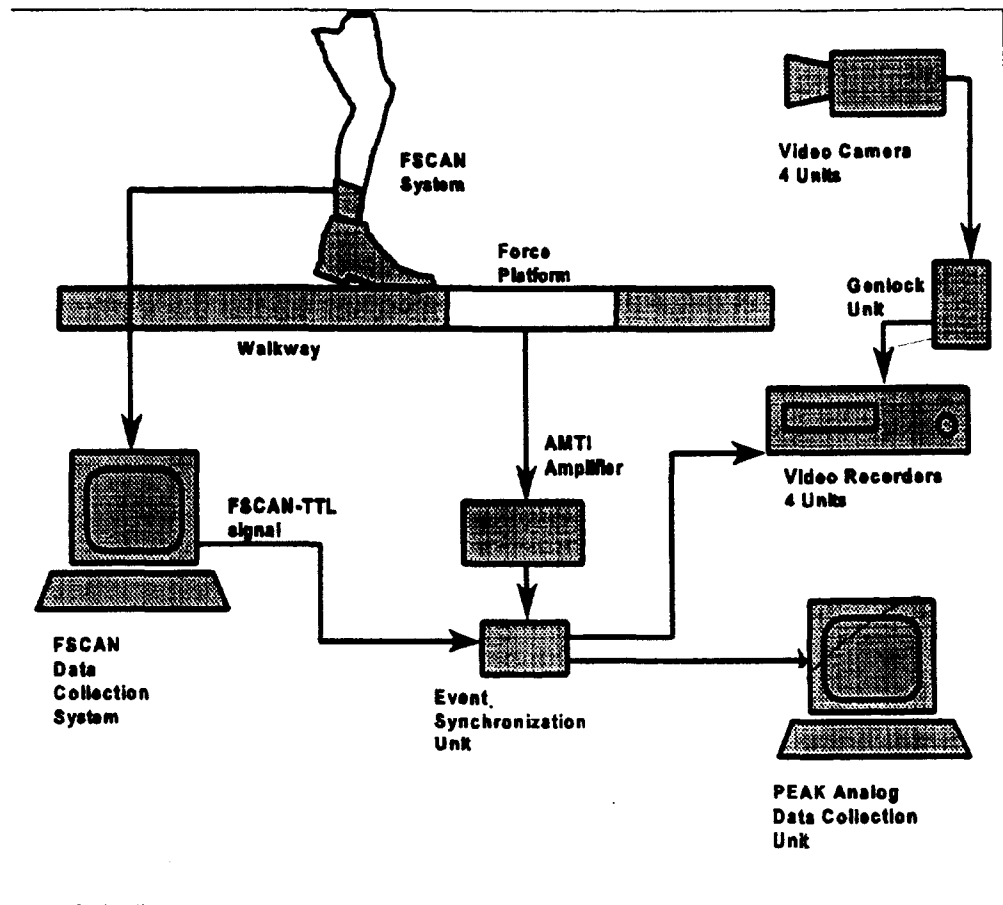 FSCAN
System
Video Camera
4 Units
Force
Platform
Genlock
Unit
Walkway
AMTI
Amplifier
Video Recorders
4 Units
FSCAN-TTL
signal
FSCAN
Data
Collection
System
Event
Synchronization
Unit
PEAK Analog
Data Collection
Unit